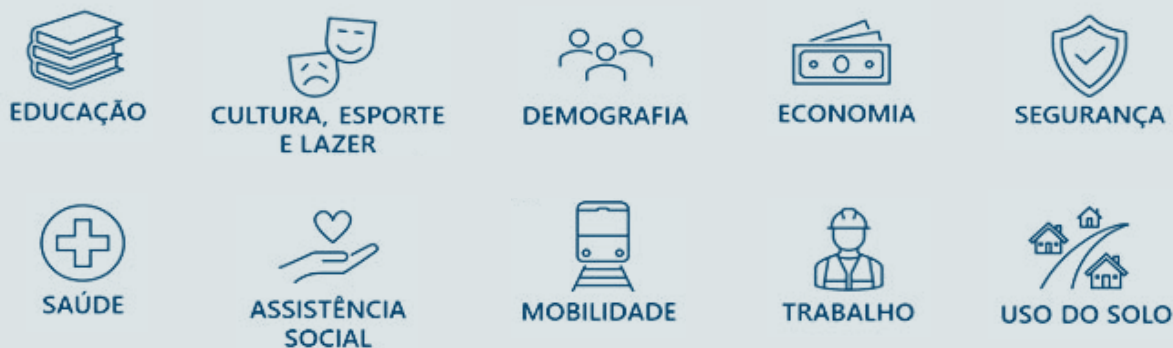 EDUCAÇÃO
CULTURA, ESPORTE
E LAZER
DEMOGRAFIA
ECONOMIA
SEGURANÇA
SAÚDE
ASSISTÊNCIA
SOCIAL
MOBILIDADE
TRABALHO
USO DO SOLO